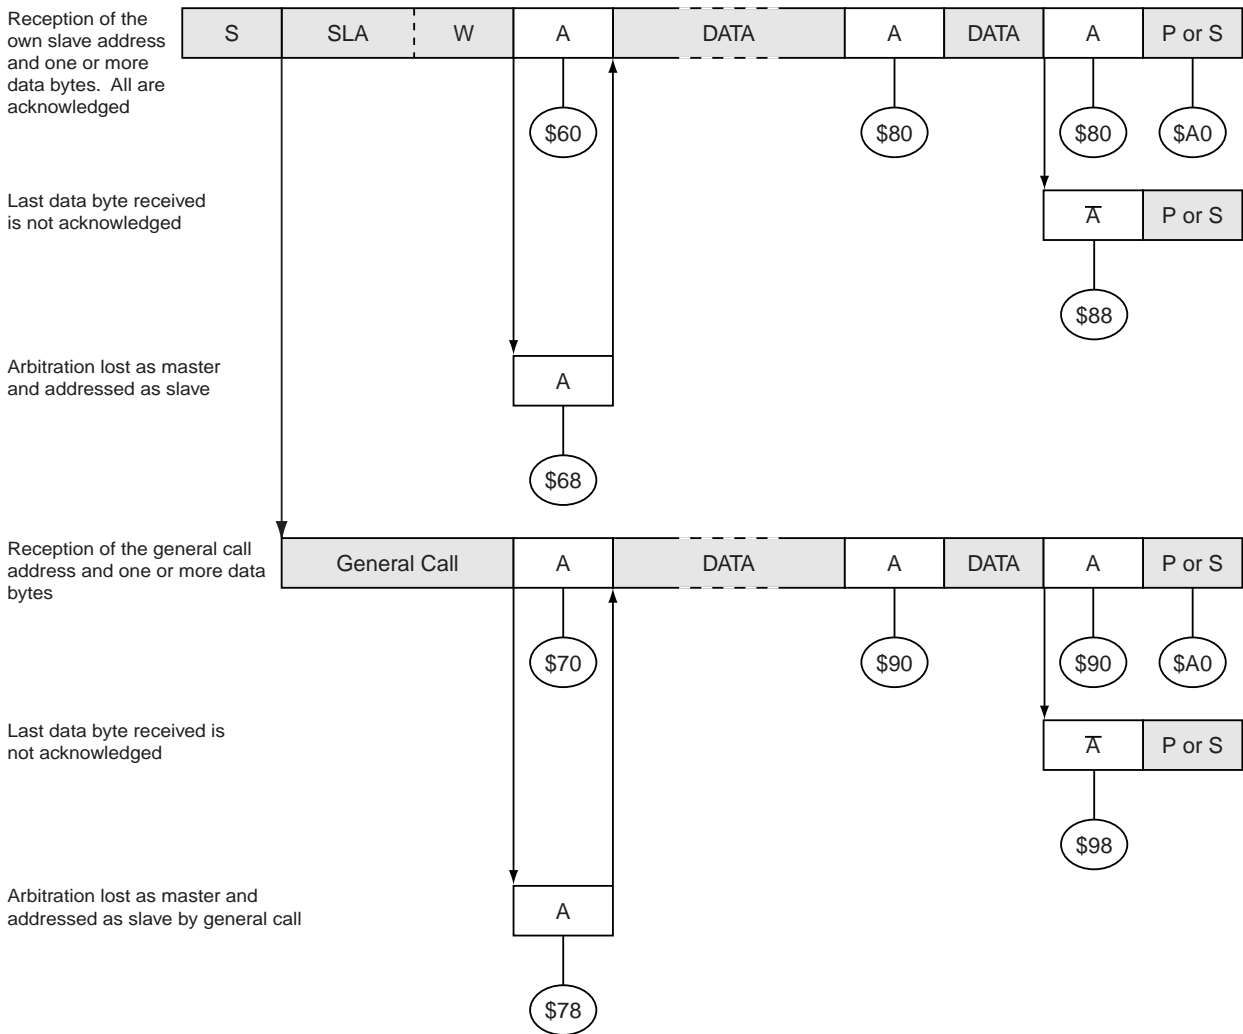 Reception of the
own slave address
and one or more
data bytes. All are
acknowledged
S SLA W A DATA A DATA A P or S
$60 $80 $80 $A0
Last data byte received
is not acknowledged
A̅ P or S
$88
Arbitration lost as master
and addressed as slave
A
$68
Reception of the general call
address and one or more data
bytes
General Call A DATA A DATA A P or S
$70 $90 $90 $A0
Last data byte received is
not acknowledged
A̅ P or S
$98
Arbitration lost as master and
addressed as slave by general call
A
$78